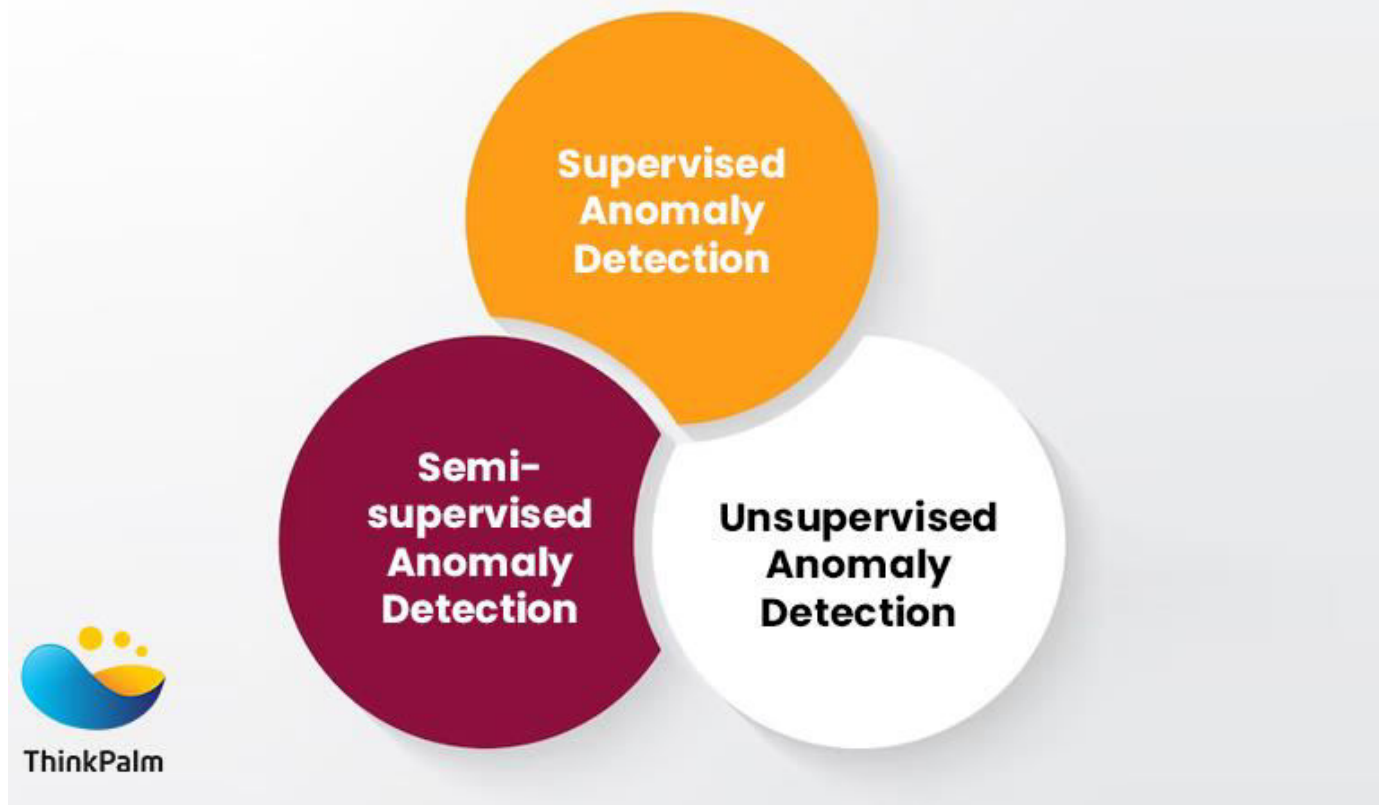 Supervised
Anomaly
Detection
Semi-
supervised
Anomaly
Detection
Unsupervised
Anomaly
Detection
ThinkPalm